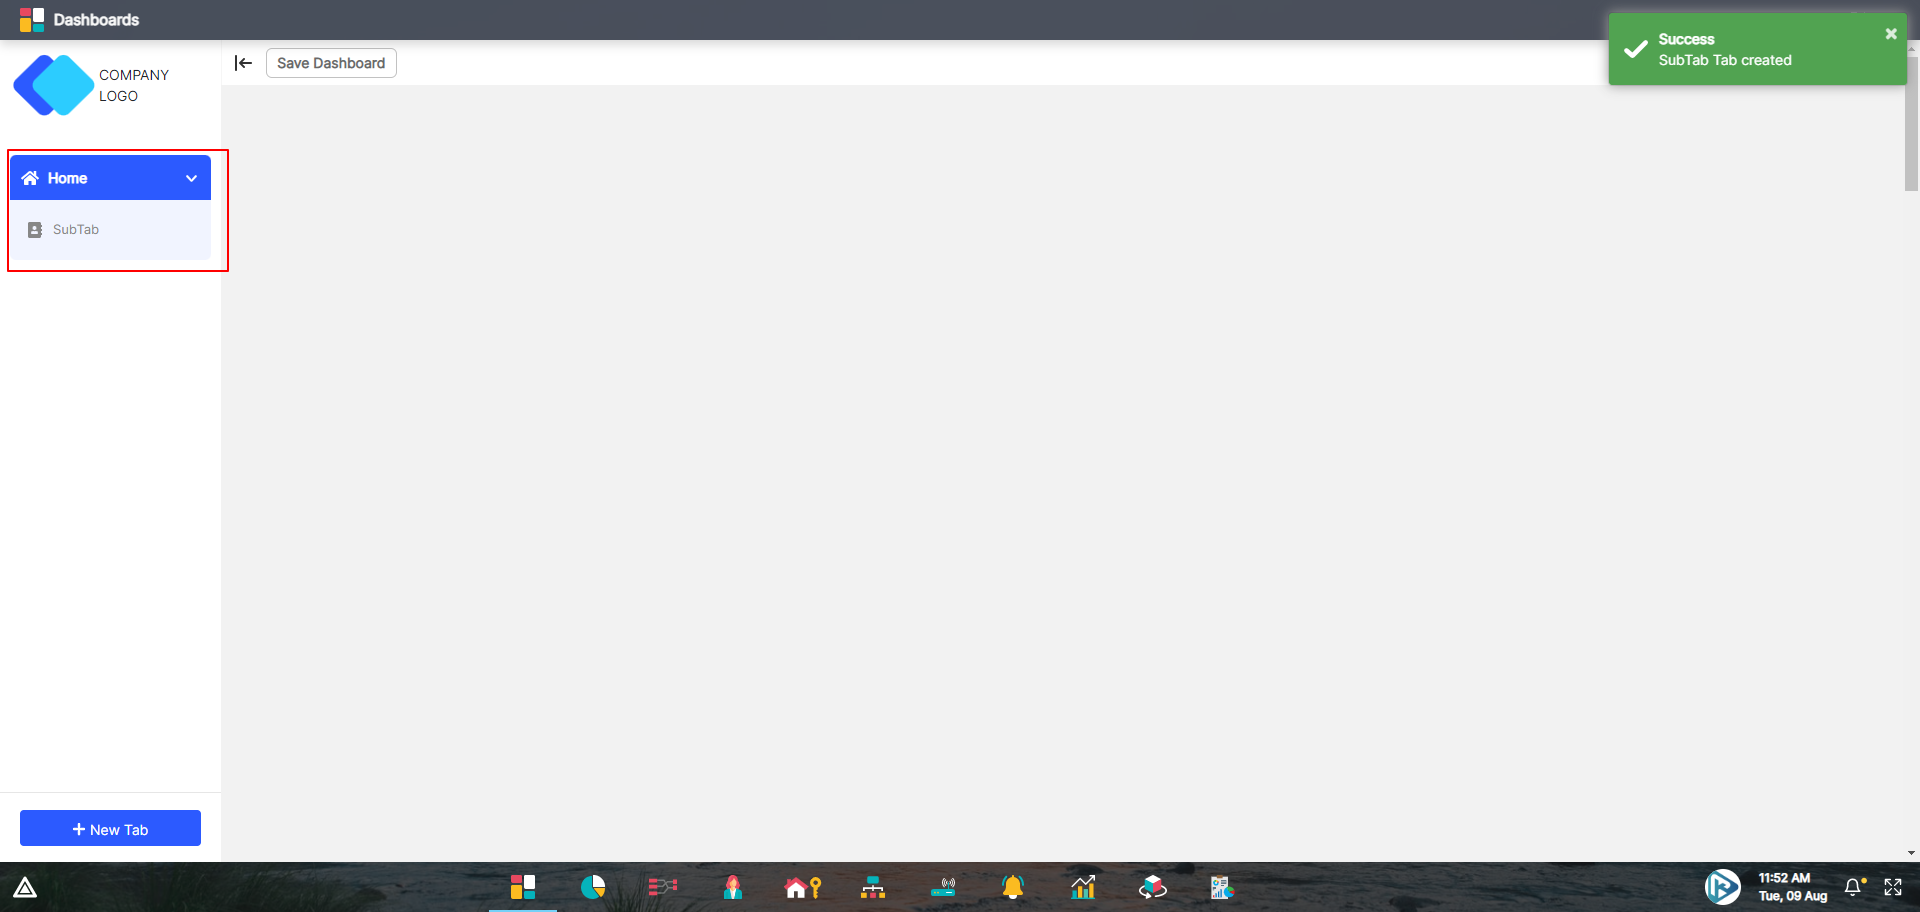 Dashboards
Success
SubTab Tab created
COMPANY
LOGO
Save Dashboard
Home
SubTab
New Tab
11:52 AM
Tue, 09 Aug